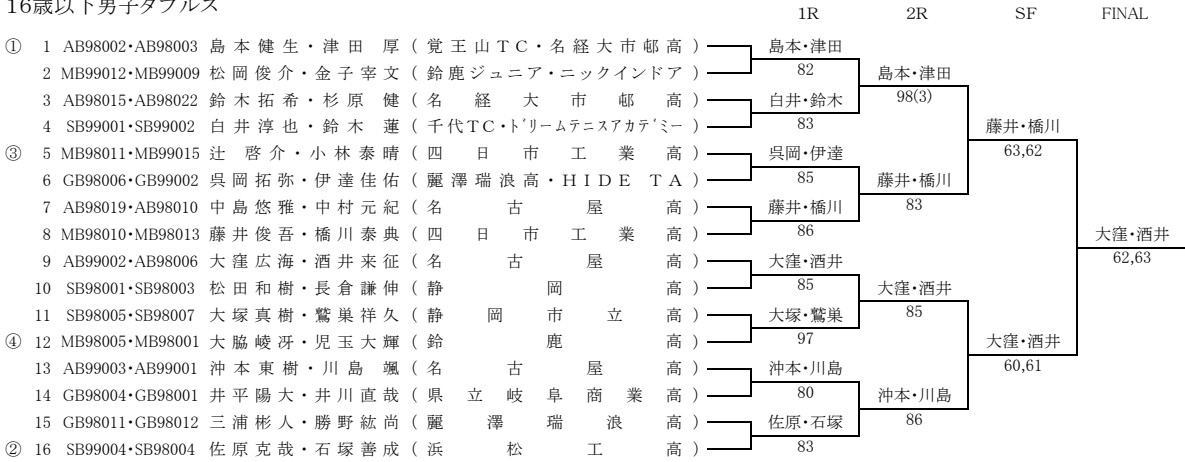 16歳以下男子ダブルス
1R 2R SF FINAL
① 1 AB98002・AB98003 島本健生・津田 厚（覚王山TC・名経大市邨高）
2 MB99012・MB99009 松岡俊介・金子宰文（鈴鹿ジュニア・ニックインドア）
3 AB98015・AB98022 鈴木拓希・杉原 健（名経大市邨高）
4 SB99001・SB99002 白井淳也・鈴木 蓮（千代TC・ドリームテニスアカデミー）
③ 5 MB98011・MB99015 辻 啓介・小林泰晴（四日市工業高）
6 GB98006・GB99002 呉岡拓弥・伊達佳佑（麗澤瑞浪高・HIDE TA）
7 AB98019・AB98010 中島悠雅・中村元紀（名古屋高）
8 MB98010・MB98013 藤井俊吾・橋川泰典（四日市工業高）
9 AB99002・AB98006 大窪広海・酒井来征（名古屋高）
10 SB98001・SB98003 松田和樹・長倉謙伸（静岡高）
11 SB98005・SB98007 大塚真樹・鷲巣祥久（静岡市立高）
④ 12 MB98005・MB98001 大脇崚冴・児玉大輝（鈴鹿高）
13 AB99003・AB99001 沖本東樹・川島 颯（名古屋高）
14 GB98004・GB98001 井平陽大・井川直哉（県立岐阜商業高）
15 GB98011・GB98012 三浦彬人・勝野紘尚（麗澤瑞浪高）
② 16 SB99004・SB98004 佐原克哉・石塚善成（浜松工高）
島本・津田
82
白井・鈴木
83
呉岡・伊達
85
藤井・橋川
86
大窪・酒井
85
大塚・鷲巣
97
沖本・川島
80
佐原・石塚
83
島本・津田
98(3)
藤井・橋川
83
大窪・酒井
85
沖本・川島
86
藤井・橋川
63,62
大窪・酒井
60,61
大窪・酒井
62,63